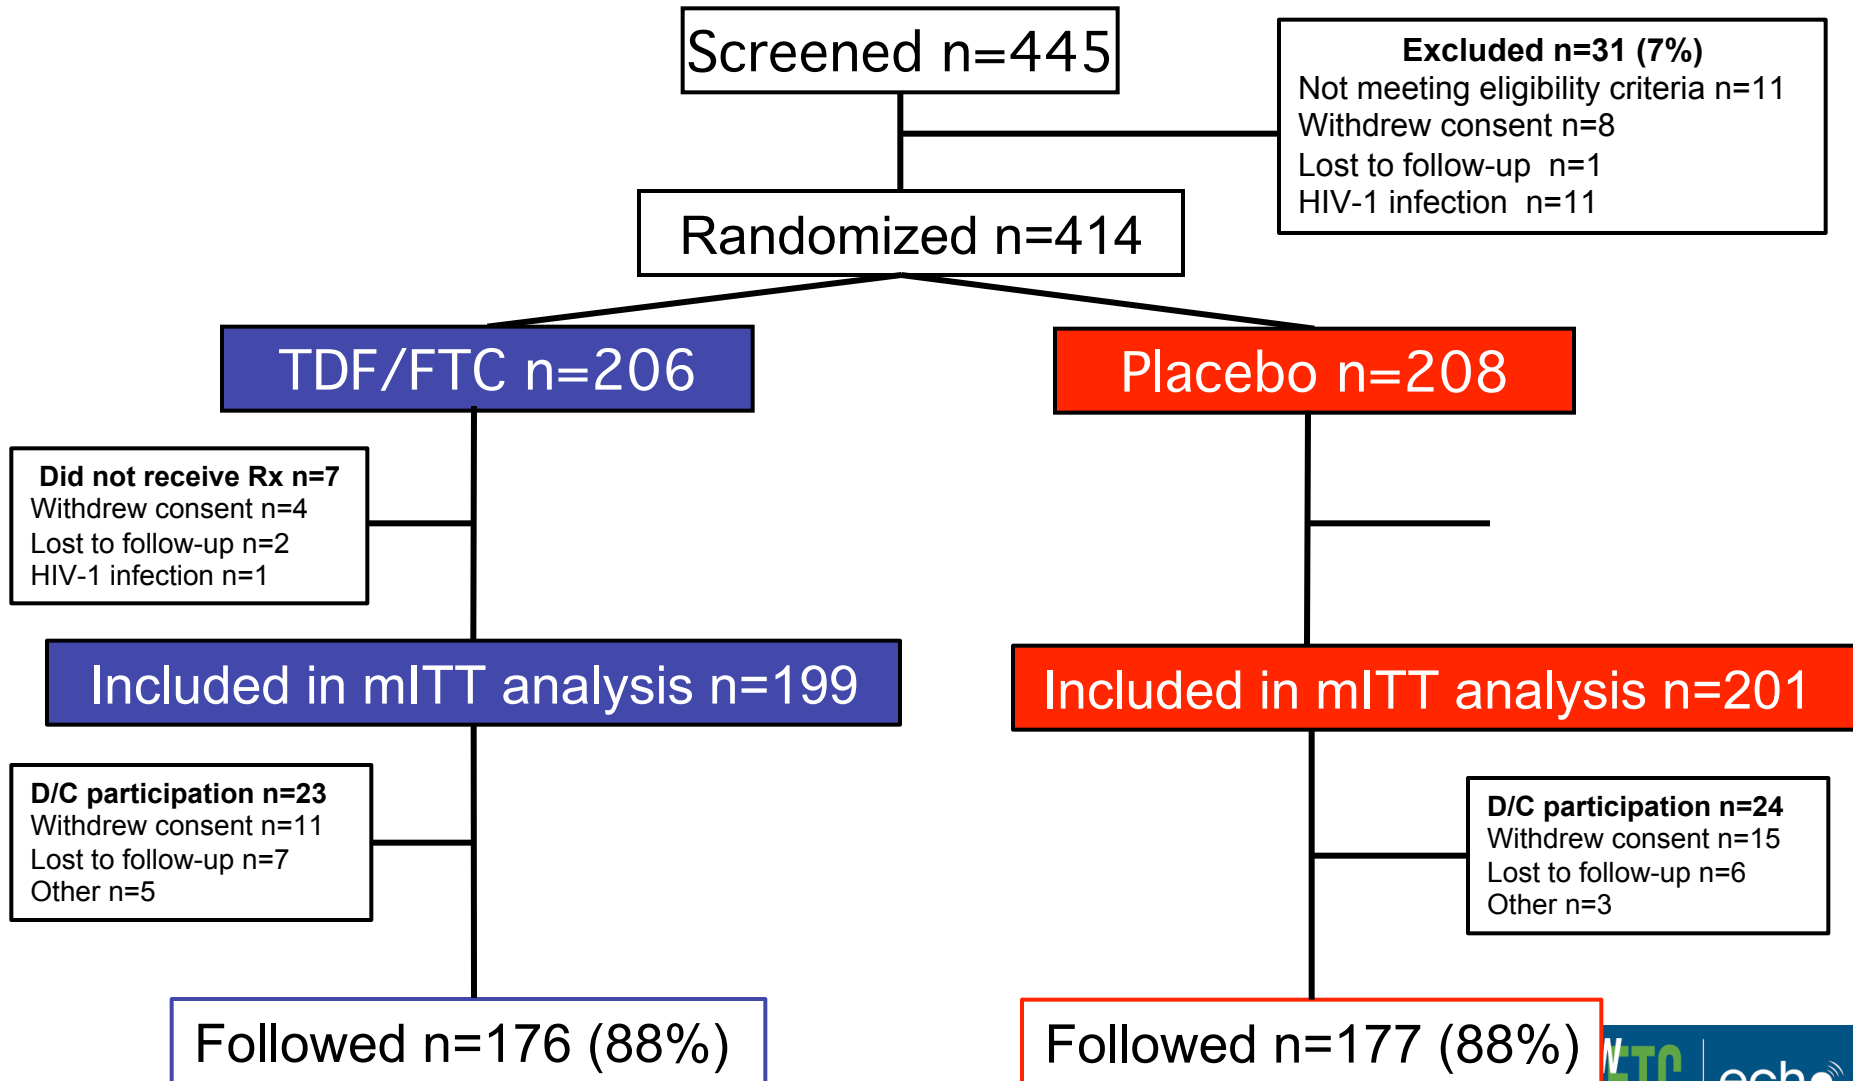 Screened n=445
Excluded n=31 (7%)
Not meeting eligibility criteria n=11
Withdrew consent n=8
Lost to follow-up n=1
HIV-1 infection n=11
Randomized n=414
TDF/FTC n=206
Placebo n=208
Did not receive Rx n=7
Withdrew consent n=4
Lost to follow-up n=2
HIV-1 infection n=1
Included in mITT analysis n=199
Included in mITT analysis n=201
D/C participation n=23
Withdrew consent n=11
Lost to follow-up n=7
Other n=5
D/C participation n=24
Withdrew consent n=15
Lost to follow-up n=6
Other n=3
Followed n=176 (88%)
Followed n=177 (88%)
echo